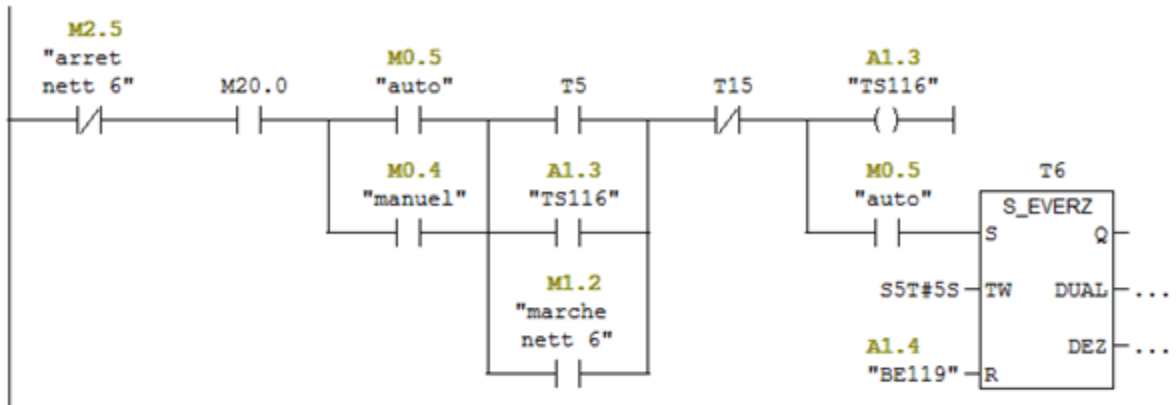 M2.5
"arret
nett 6"
M20.0
M0.5
"auto"
T5
T15
A1.3
"TS116"
M0.4
"manuel"
A1.3
"TS116"
M1.2
"marche
nett 6"
M0.5
"auto"
T6
S_EVERZ
S Q
S5T#5S TW DUAL ...
A1.4
"BE119" R
DEZ ...